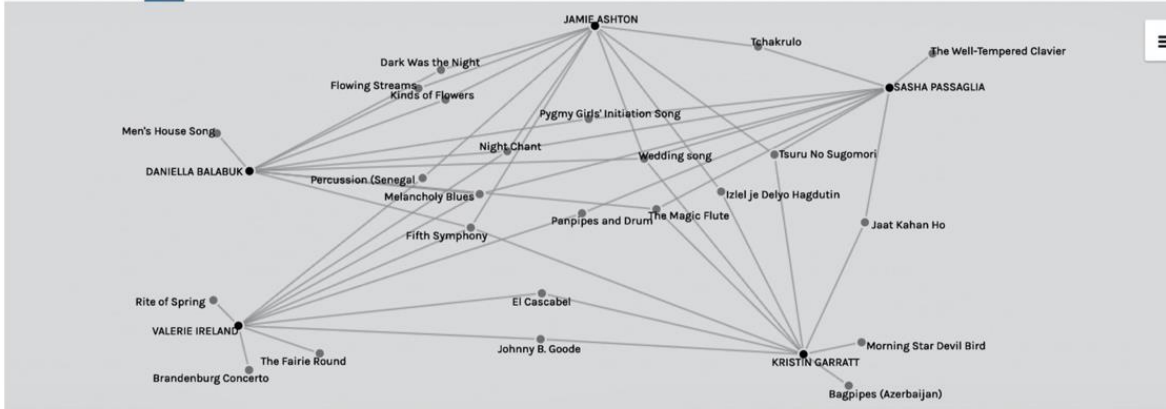 JAMIE ASHTON
Tchakrulo
The Well-Tempered Clavier
Dark Was the Night
Flowing Streams
Kinds of Flowers
SASHA PASSAGLIA
Pygmy Girls' Initiation Song
Men's House Song
Night Chant
Wedding song
Tsuru No Sugomori
DANIELLA BALABUK
Percussion (Senegal
Melancholy Blues
Izlel je Delyo Hagdutin
Panpipes and Drum
The Magic Flute
Jaat Kahan Ho
Fifth Symphony
Rite of Spring
El Cascabel
VALERIE IRELAND
Johnny B. Goode
Morning Star Devil Bird
The Fairie Round
KRISTIN GARRATT
Brandenburg Concerto
Bagpipes (Azerbaijan)